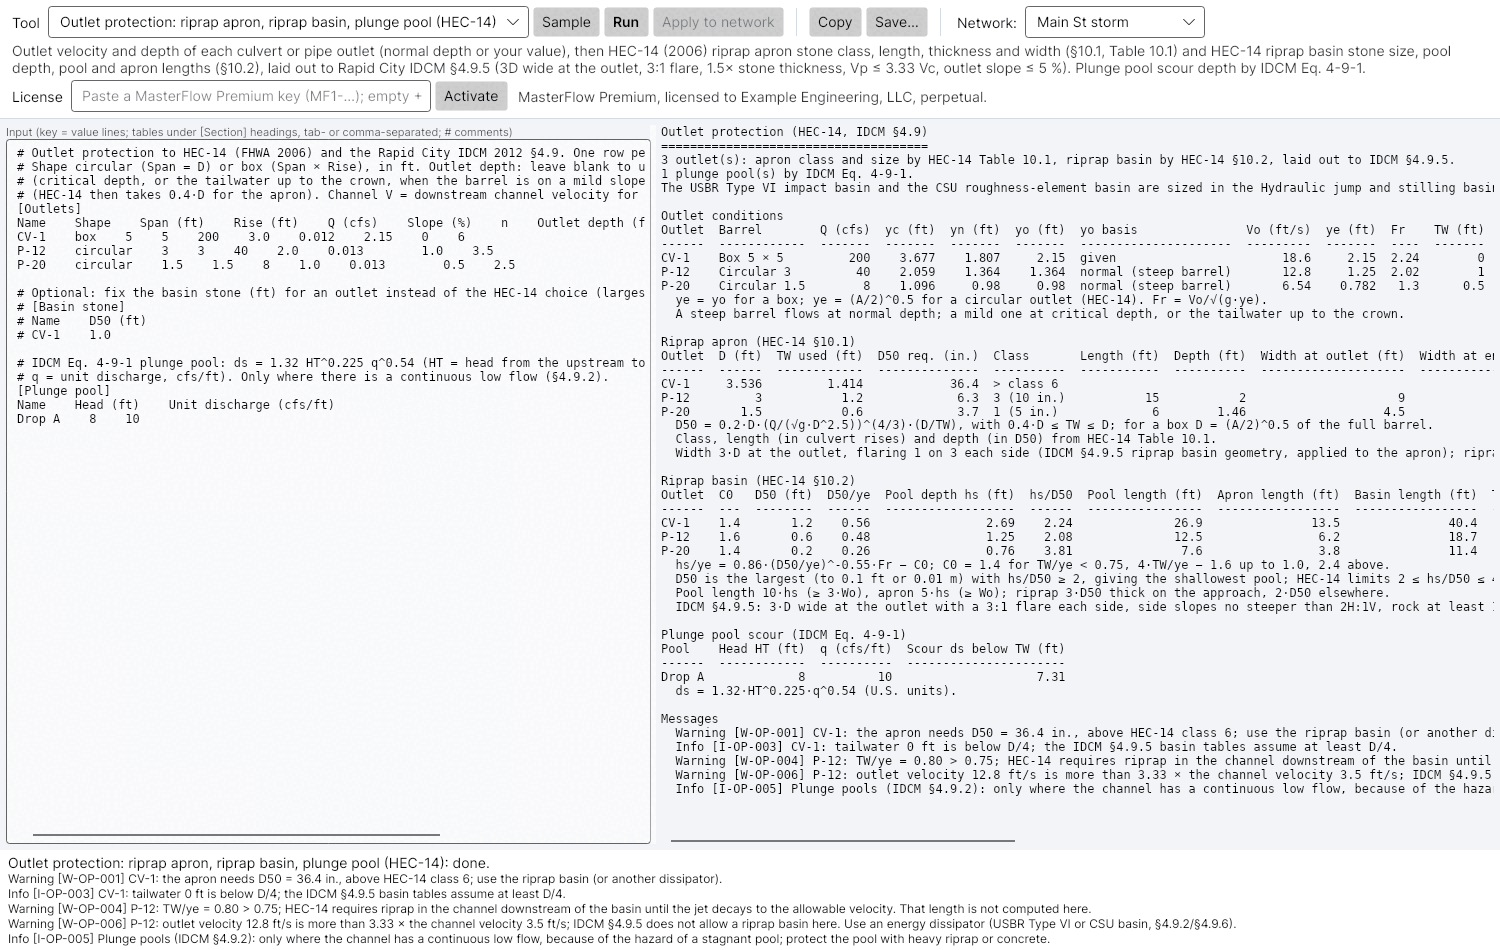 Tool
Outlet protection: riprap apron, riprap basin, plunge pool (HEC-14)
Sample
Run
Apply to network
Copy
Save...
Network:
Main St storm
Outlet velocity and depth of each culvert or pipe outlet (normal depth or your value), then HEC-14 (2006) riprap apron stone class, length, thickness and width (§10.1, Table 10.1) and HEC-14 riprap basin stone size, pool
depth, pool and apron lengths (§10.2), laid out to Rapid City IDCM §4.9.5 (3D wide at the outlet, 3:1 flare, 1.5× stone thickness, Vp ≤ 3.33 Vc, outlet slope ≤ 5 %). Plunge pool scour depth by IDCM Eq. 4-9-1.
License
Paste a MasterFlow Premium key (MF1-...); empty +
Activate
MasterFlow Premium, licensed to Example Engineering, LLC, perpetual.
Input (key = value lines; tables under [Section] headings, tab- or comma-separated; # comments)
# Outlet protection to HEC-14 (FHWA 2006) and the Rapid City IDCM 2012 §4.9. One row pe
# Shape circular (Span = D) or box (Span × Rise), in ft. Outlet depth: leave blank to u
# (critical depth, or the tailwater up to the crown, when the barrel is on a mild slope
# (HEC-14 then takes 0.4·D for the apron). Channel V = downstream channel velocity for
[Outlets]
Name Shape Span (ft) Rise (ft) Q (cfs) Slope (%) n Outlet depth (f
CV-1 box 5 5 200 3.0 0.012 2.15 0 6
P-12 circular 3 3 40 2.0 0.013 1.0 3.5
P-20 circular 1.5 1.5 8 1.0 0.013 0.5 2.5
# Optional: fix the basin stone (ft) for an outlet instead of the HEC-14 choice (larges
# [Basin stone]
# Name D50 (ft)
# CV-1 1.0
# IDCM Eq. 4-9-1 plunge pool: ds = 1.32 HT^0.225 q^0.54 (HT = head from the upstream to
# q = unit discharge, cfs/ft). Only where there is a continuous low flow (§4.9.2).
[Plunge pool]
Name Head (ft) Unit discharge (cfs/ft)
Drop A 8 10
Outlet protection (HEC-14, IDCM §4.9)
=====================================
3 outlet(s): apron class and size by HEC-14 Table 10.1, riprap basin by HEC-14 §10.2, laid out to IDCM §4.9.5.
1 plunge pool(s) by IDCM Eq. 4-9-1.
The USBR Type VI impact basin and the CSU roughness-element basin are sized in the Hydraulic jump and stilling basin
Outlet conditions
Outlet Barrel Q (cfs) yc (ft) yn (ft) yo (ft) yo basis Vo (ft/s) ye (ft) Fr TW (ft)
------ ---------------- ------- ------- ------- ------- --------------------- --------- ------- ---- -------
CV-1 Box 5 × 5 200 3.677 1.807 2.15 given 18.6 2.15 2.24 0
P-12 Circular 3 40 2.059 1.364 1.364 normal (steep barrel) 12.8 1.25 2.02 1
P-20 Circular 1.5 8 1.096 0.98 0.98 normal (steep barrel) 6.54 0.782 1.3 0.5
ye = yo for a box; ye = (A/2)^0.5 for a circular outlet (HEC-14). Fr = Vo/√(g·ye).
A steep barrel flows at normal depth; a mild one at critical depth, or the tailwater up to the crown.
Riprap apron (HEC-14 §10.1)
Outlet D (ft) TW used (ft) D50 req. (in.) Class Length (ft) Depth (ft) Width at outlet (ft) Width at en
------ ------ ------------ -------------- ---------- ----------- ---------- -------------------- -----------
CV-1 3.536 1.414 36.4 > class 6
P-12 3 1.2 6.3 3 (10 in.) 15 2 9
P-20 1.5 0.6 3.7 1 (5 in.) 6 1.46 4.5
D50 = 0.2·D·(Q/(√g·D^2.5))^(4/3)·(D/TW), with 0.4·D ≤ TW ≤ D; for a box D = (A/2)^0.5 of the full barrel.
Class, length (in culvert rises) and depth (in D50) from HEC-14 Table 10.1.
Width 3·D at the outlet, flaring 1 on 3 each side (IDCM §4.9.5 riprap basin geometry, applied to the apron); ripra
Riprap basin (HEC-14 §10.2)
Outlet C0 D50 (ft) D50/ye Pool depth hs (ft) hs/D50 Pool length (ft) Apron length (ft) Basin length (ft)
------ --- -------- ------ ------------------ ------ ---------------- ----------------- -----------------
CV-1 1.4 1.2 0.56 2.69 2.24 26.9 13.5 40.4
P-12 1.6 0.6 0.48 1.25 2.08 12.5 6.2 18.7
P-20 1.4 0.2 0.26 0.76 3.81 7.6 3.8 11.4
hs/ye = 0.86·(D50/ye)^-0.55·Fr − C0; C0 = 1.4 for TW/ye < 0.75, 4·TW/ye − 1.6 up to 1.0, 2.4 above.
D50 is the largest (to 0.1 ft or 0.01 m) with hs/D50 ≥ 2, giving the shallowest pool; HEC-14 limits 2 ≤ hs/D50 ≤ 4
Pool length 10·hs (≥ 3·Wo), apron 5·hs (≥ Wo); riprap 3·D50 thick on the approach, 2·D50 elsewhere.
IDCM §4.9.5: 3·D wide at the outlet with a 3:1 flare each side, side slopes no steeper than 2H:1V, rock at least
Plunge pool scour (IDCM Eq. 4-9-1)
Pool Head HT (ft) q (cfs/ft) Scour ds below TW (ft)
------ ------------ ---------- ----------------------
Drop A 8 10 7.31
ds = 1.32·HT^0.225·q^0.54 (U.S. units).
Messages
Warning [W-OP-001] CV-1: the apron needs D50 = 36.4 in., above HEC-14 class 6; use the riprap basin (or another di
Info [I-OP-003] CV-1: tailwater 0 ft is below D/4; the IDCM §4.9.5 basin tables assume at least D/4.
Warning [W-OP-004] P-12: TW/ye = 0.80 > 0.75; HEC-14 requires riprap in the channel downstream of the basin until
Warning [W-OP-006] P-12: outlet velocity 12.8 ft/s is more than 3.33 × the channel velocity 3.5 ft/s; IDCM §4.9.5
Info [I-OP-005] Plunge pools (IDCM §4.9.2): only where the channel has a continuous low flow, because of the haza
Outlet protection: riprap apron, riprap basin, plunge pool (HEC-14): done.
Warning [W-OP-001] CV-1: the apron needs D50 = 36.4 in., above HEC-14 class 6; use the riprap basin (or another dissipator).
Info [I-OP-003] CV-1: tailwater 0 ft is below D/4; the IDCM §4.9.5 basin tables assume at least D/4.
Warning [W-OP-004] P-12: TW/ye = 0.80 > 0.75; HEC-14 requires riprap in the channel downstream of the basin until the jet decays to the allowable velocity. That length is not computed here.
Warning [W-OP-006] P-12: outlet velocity 12.8 ft/s is more than 3.33 × the channel velocity 3.5 ft/s; IDCM §4.9.5 does not allow a riprap basin here. Use an energy dissipator (USBR Type VI or CSU basin, §4.9.2/§4.9.6).
Info [I-OP-005] Plunge pools (IDCM §4.9.2): only where the channel has a continuous low flow, because of the hazard of a stagnant pool; protect the pool with heavy riprap or concrete.